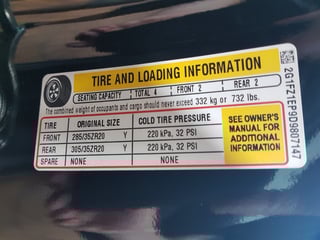 TIRE AND LOADING INFORMATION
SEATING CAPACITY TOTAL 4 FRONT 2 REAR 2
The combined weight of occupants and cargo should never exceed 332 kg or 732 lbs.
TIRE ORIGINAL SIZE COLD TIRE PRESSURE
FRONT 285/35ZR20 Y 220 kPa, 32 PSI
REAR 305/35ZR20 Y 220 kPa, 32 PSI
SPARE NONE NONE
SEE OWNER'S
MANUAL FOR
ADDITIONAL
INFORMATION
2G1FZ1EP9D9807147